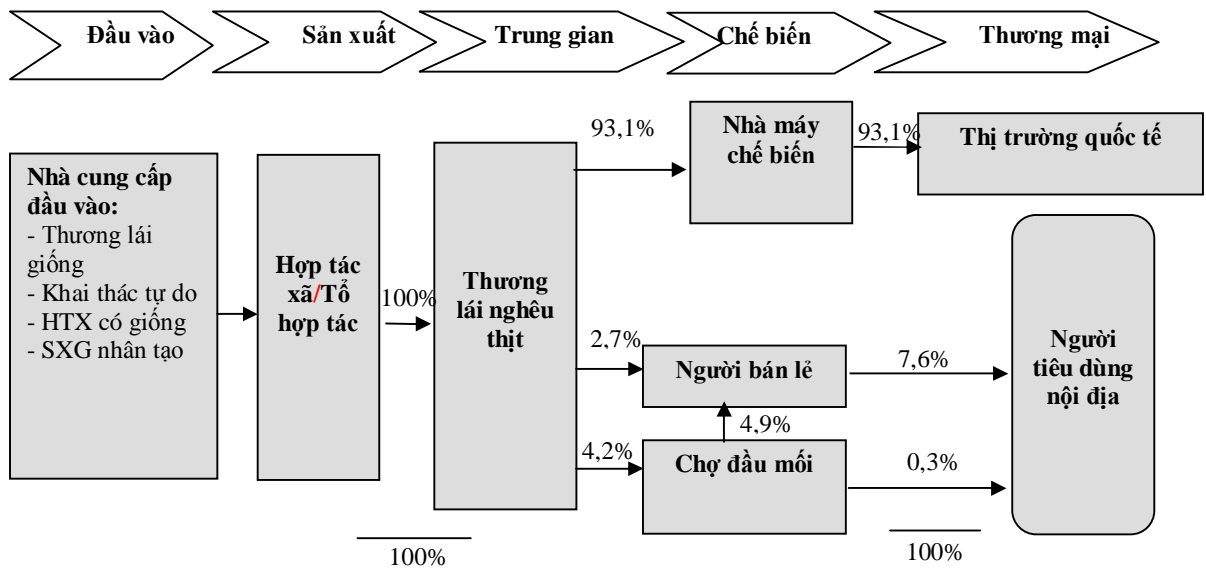 Đầu vào
Sản xuất
Trung gian
Chế biến
Thương mại
Nhà cung cấp
đầu vào:
- Thương lái
giống
- Khai thác tự do
- HTX có giống
- SXG nhân tạo
Hợp tác
xã/Tổ
hợp tác
100%
Thương
lái nghêu
thịt
93,1%
Nhà máy
chế biến
93,1%
Thị trường quốc tế
2,7%
Người bán lẻ
7,6%
4,9%
4,2%
Chợ đầu mối
0,3%
Người
tiêu dùng
nội địa
100%
100%